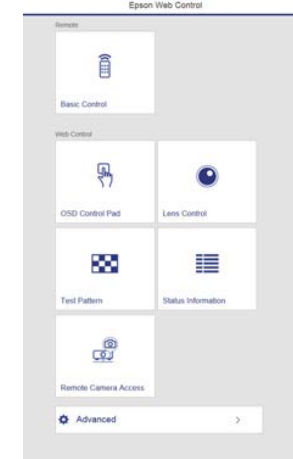 Epson Web Control
Remote
Basic Control
Web Control
OSD Control Pad
Lens Control
Test Pattern
Status Information
Remote Camera Access
Advanced